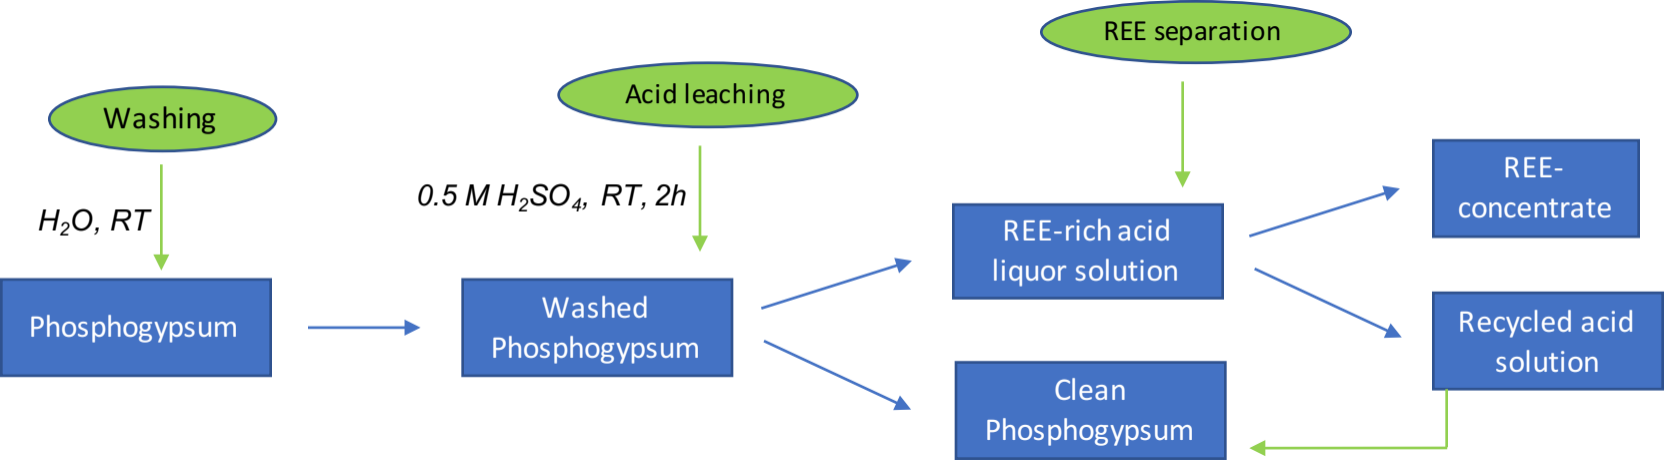 Washing
H₂O, RT
Phosphogypsum
Acid leaching
0.5 M H₂SO₄, RT, 2h
Washed
Phosphogypsum
REE separation
REE-rich acid
liquor solution
Clean
Phosphogypsum
REE-
concentrate
Recycled acid
solution